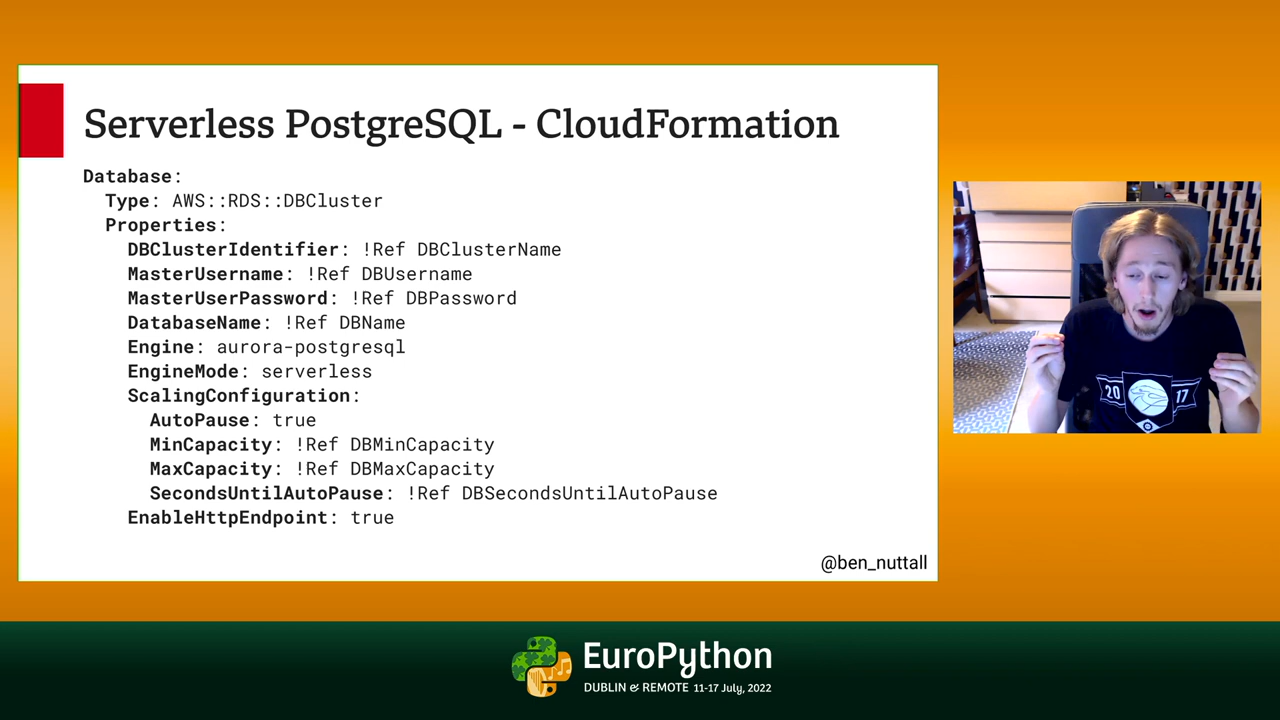 Serverless PostgreSQL - CloudFormation
Database:
Type: AWS::RDS::DBCluster
Properties:
DBClusterIdentifier: !Ref DBClusterName
MasterUsername: !Ref DBUsername
MasterUserPassword: !Ref DBPassword
DatabaseName: !Ref DBName
Engine: aurora-postgresql
EngineMode: serverless
ScalingConfiguration:
AutoPause: true
MinCapacity: !Ref DBMinCapacity
MaxCapacity: !Ref DBMaxCapacity
SecondsUntilAutoPause: !Ref DBSecondsUntilAutoPause
EnableHttpEndpoint: true
@ben_nuttall
20 17
EuroPython
DUBLIN & REMOTE 11-17 July, 2022